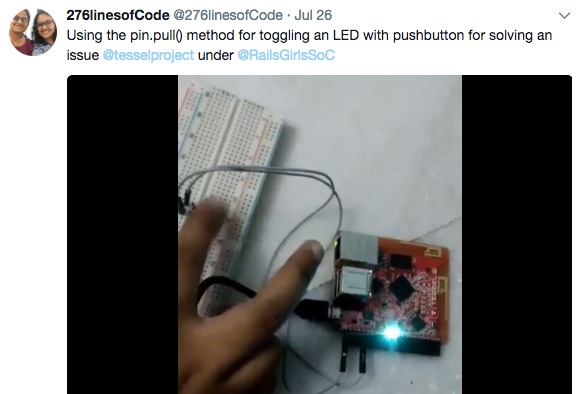 276linesofCode @276linesofCode · Jul 26
Using the pin.pull() method for toggling an LED with pushbutton for solving an
issue @tesselproject under @RailsGirlsSoC